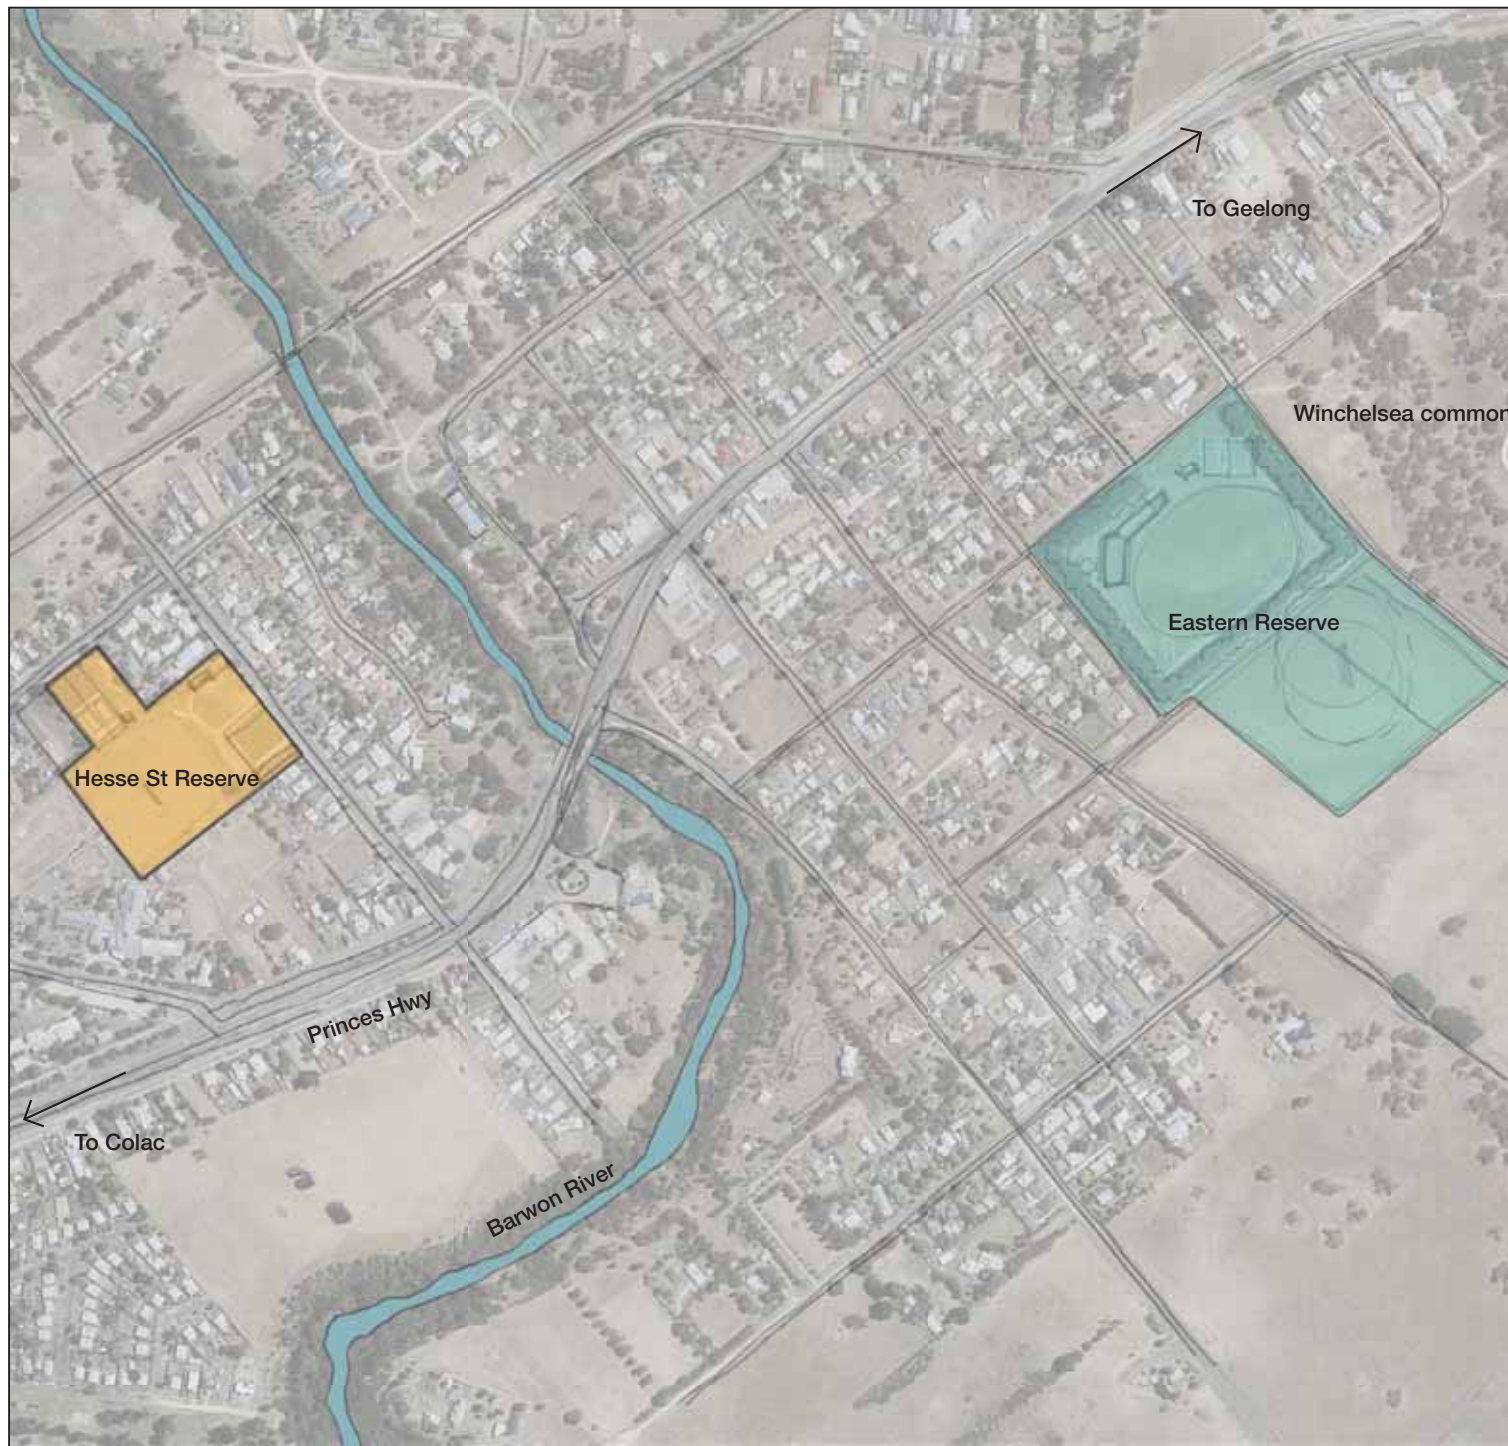 To Geelong
Winchelsea common
Eastern Reserve
Hesse St Reserve
Princes Hwy
To Colac
Barwon River